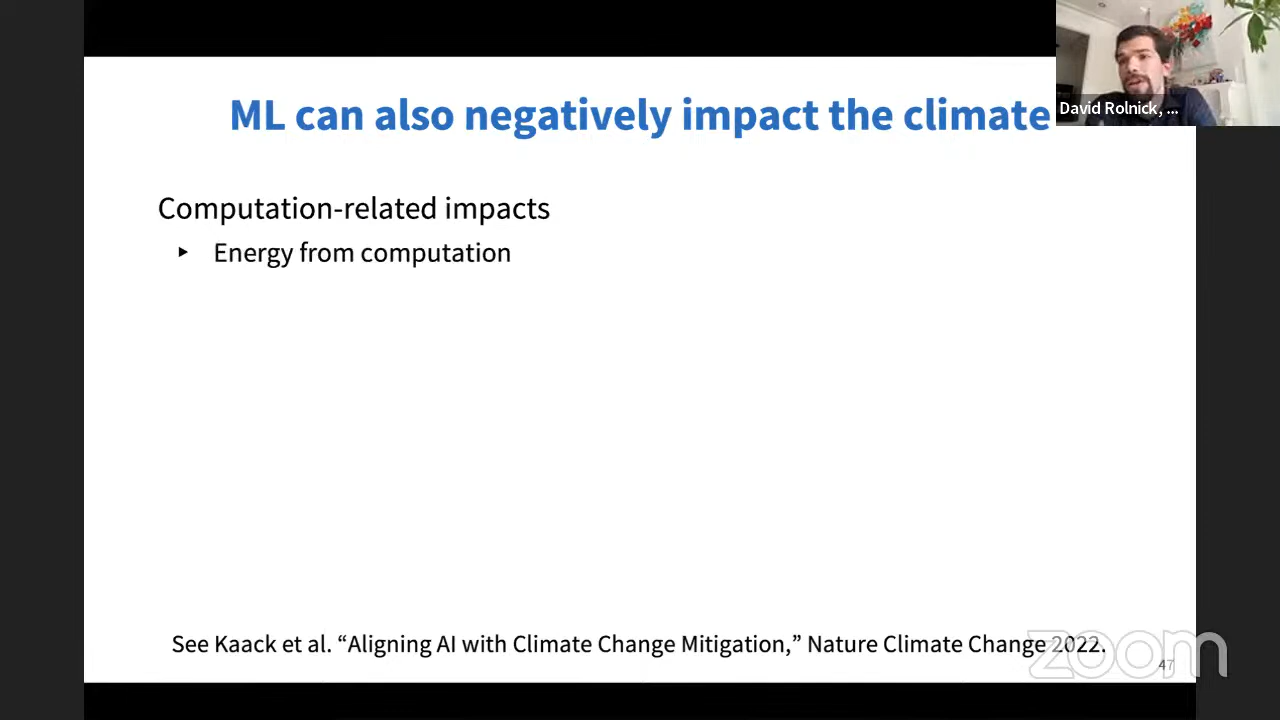 ML can also negatively impact the climate
David Rolnick, ...
Computation-related impacts
‣ Energy from computation
See Kaack et al. “Aligning AI with Climate Change Mitigation,” Nature Climate Change 2022.
zoom
47